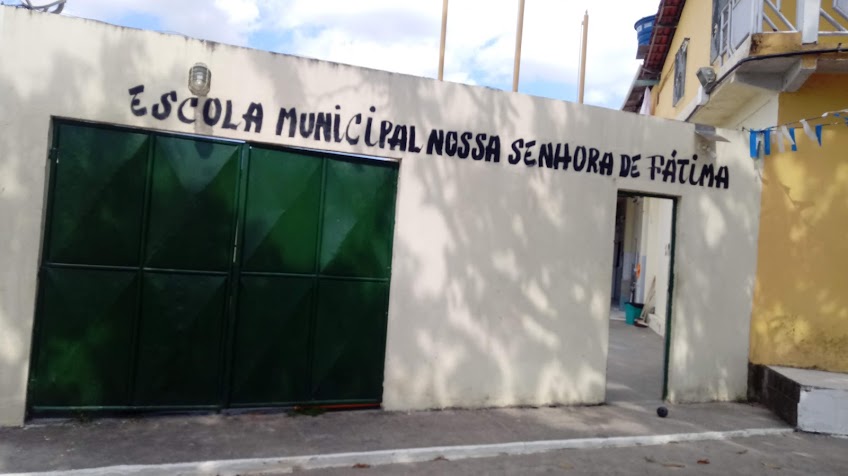 ESCOLA MUNICIPAL NOSSA SENHORA DE FÁTIMA